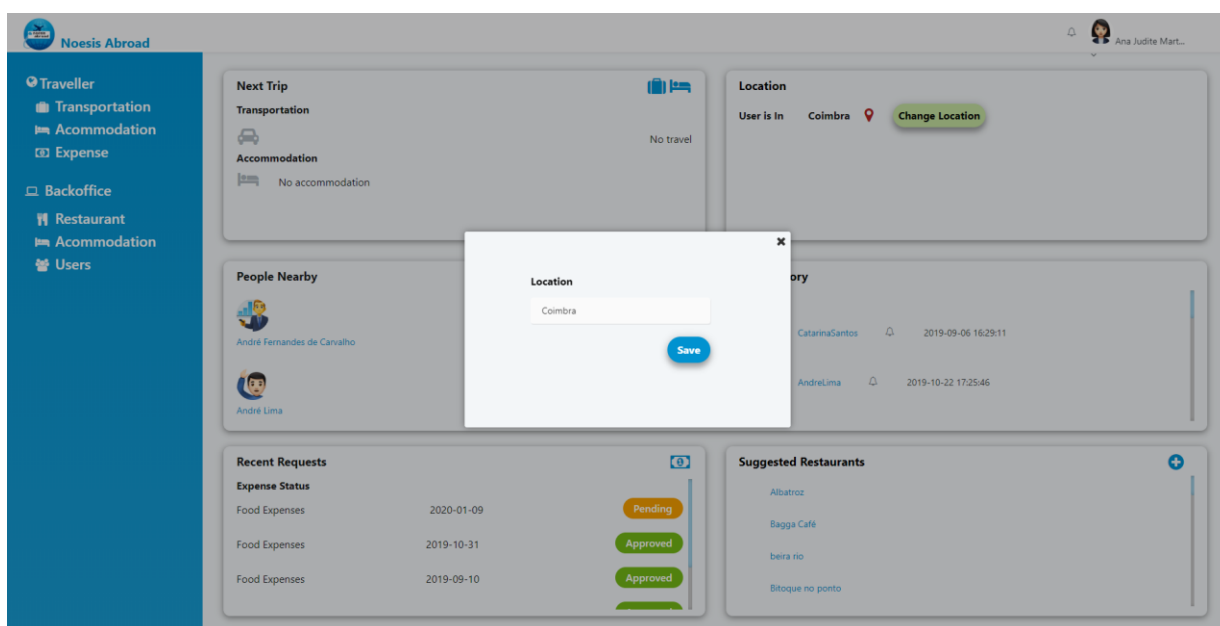 Noesis Abroad
Ana Judite Mart...
Traveller
Transportation
Acommodation
Expense
Backoffice
Restaurant
Acommodation
Users
Next Trip
Transportation
No travel
Accommodation
No accommodation
Location
User is In Coimbra Change Location
People Nearby
André Fernandes de Carvalho
André Lima
Location
Coimbra
Save
ory
CatarinaSantos 2019-09-06 16:29:11
AndreLima 2019-10-22 17:25:46
Recent Requests
Expense Status
Food Expenses 2020-01-09 Pending
Food Expenses 2019-10-31 Approved
Food Expenses 2019-09-10 Approved
Suggested Restaurants
Albatroz
Bagga Café
beira rio
Bitoque no ponto